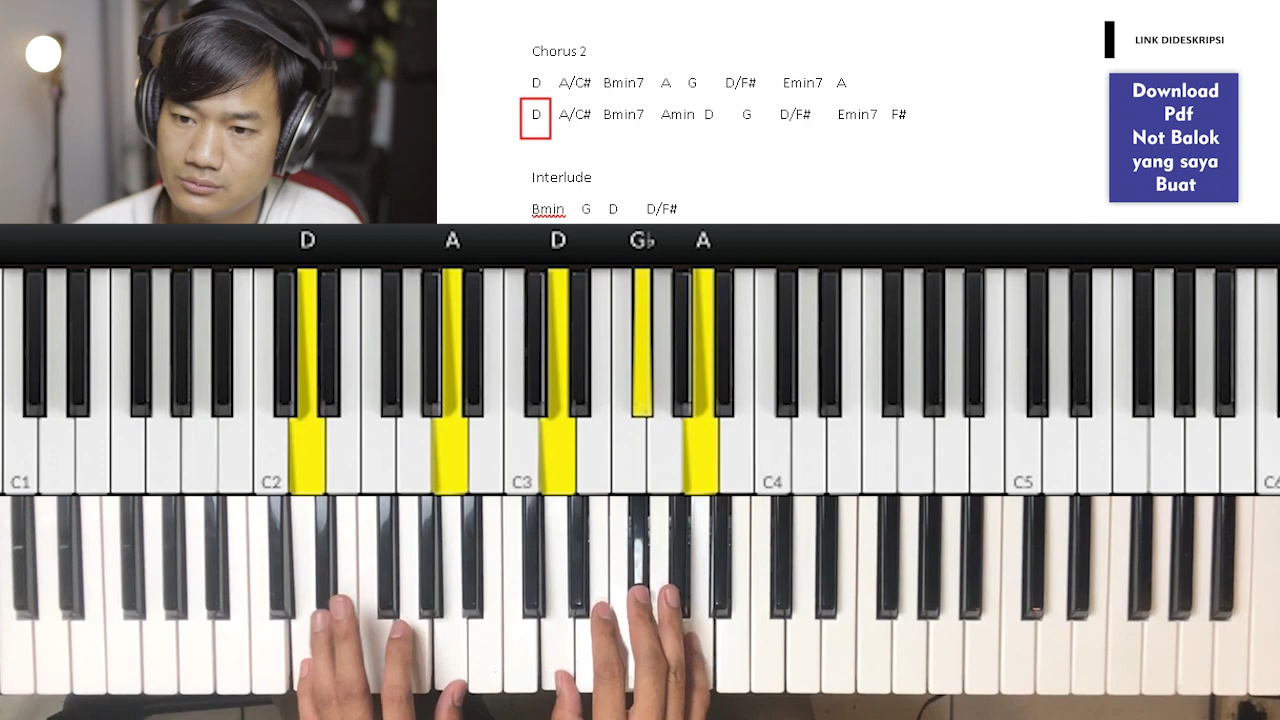 Chorus 2
D A/C# Bmin7 A G D/F# Emin7 A
D A/C# Bmin7 Amin D G D/F# Emin7 F#
Interlude
Bmin G D D/F#
LINK DIDESKRIPSI
Download
Pdf
Not Balok
yang saya
Buat
D A D G♭ A
C1 C2 C3 C4 C5 C6